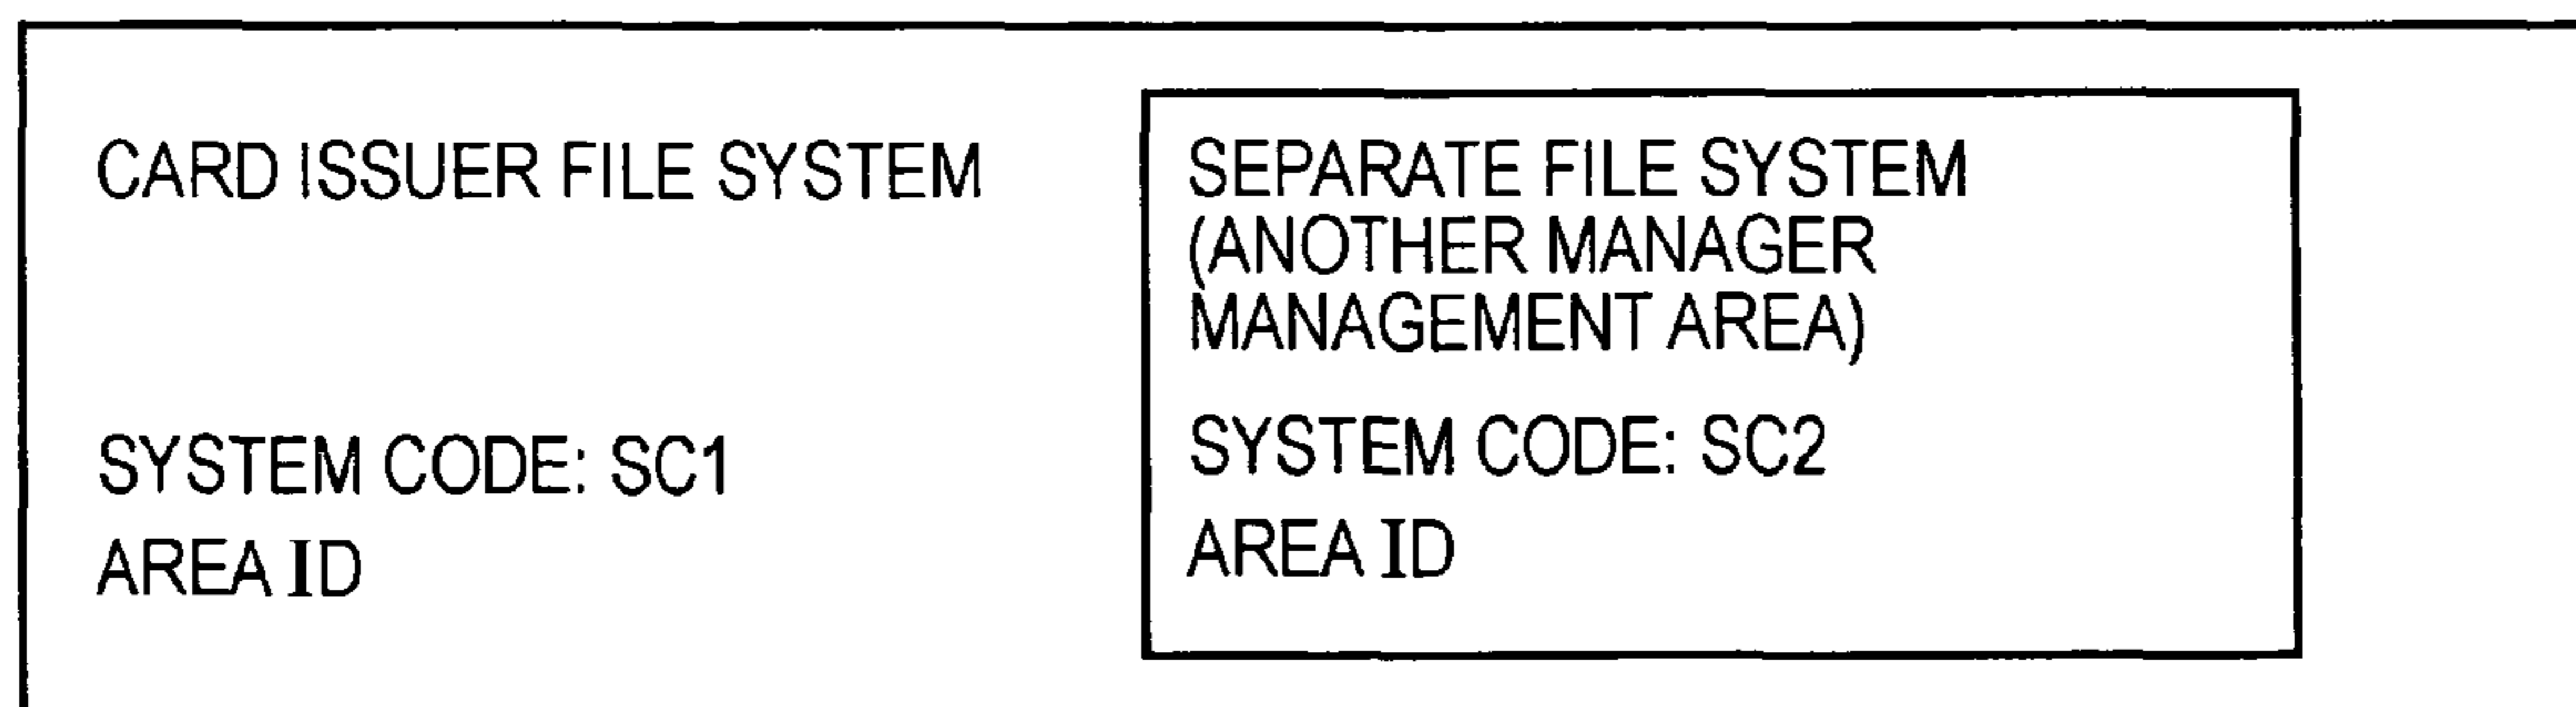 CARD ISSUER FILE SYSTEM
SYSTEM CODE: SC1
AREA ID
SEPARATE FILE SYSTEM
(ANOTHER MANAGER
MANAGEMENT AREA)
SYSTEM CODE: SC2
AREA ID